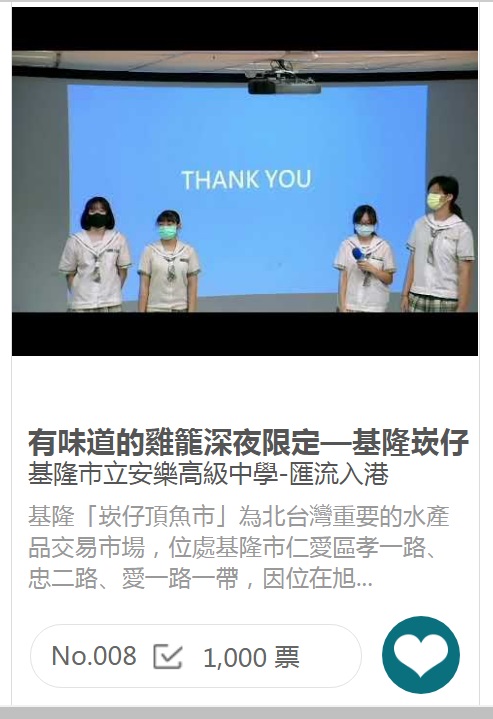 THANK YOU
有味道的雞籠深夜限定—基隆崁仔
基隆市立安樂高級中學-匯流入港
基隆「崁仔頂魚市」為北台灣重要的水產
品交易市場，位處基隆市仁愛區孝一路、
忠二路、愛一路一帶，因位在旭...
No.008 1,000 票